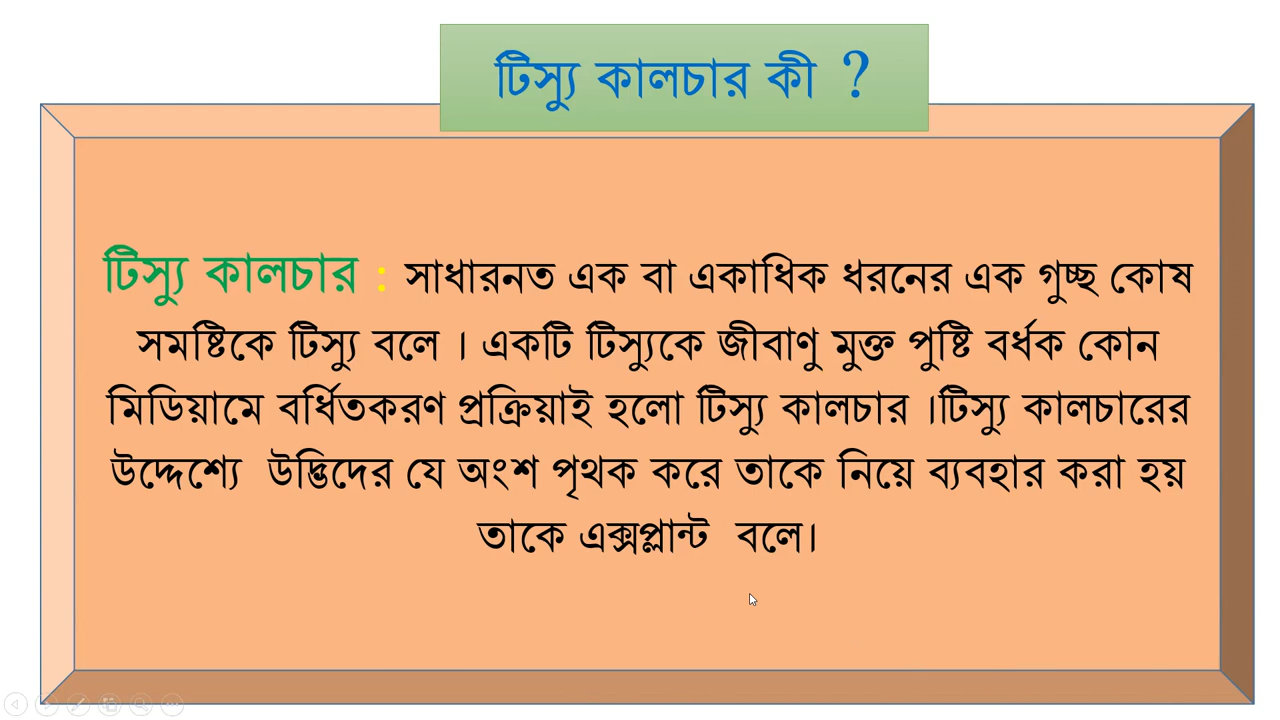 টিস্যু কালচার কী ?
টিস্যু কালচার : সাধারনত এক বা একাধিক ধরনের এক গুচ্ছ কোষ
সমষ্টিকে টিস্যু বলে । একটি টিস্যুকে জীবাণু মুক্ত পুষ্টি বর্ধক কোন
মিডিয়ামে বর্ধিতকরণ প্রক্রিয়াই হলো টিস্যু কালচার ।টিস্যু কালচারের
উদ্দেশ্যে উদ্ভিদের যে অংশ পৃথক করে তাকে নিয়ে ব্যবহার করা হয়
তাকে এক্সপ্লান্ট বলে।